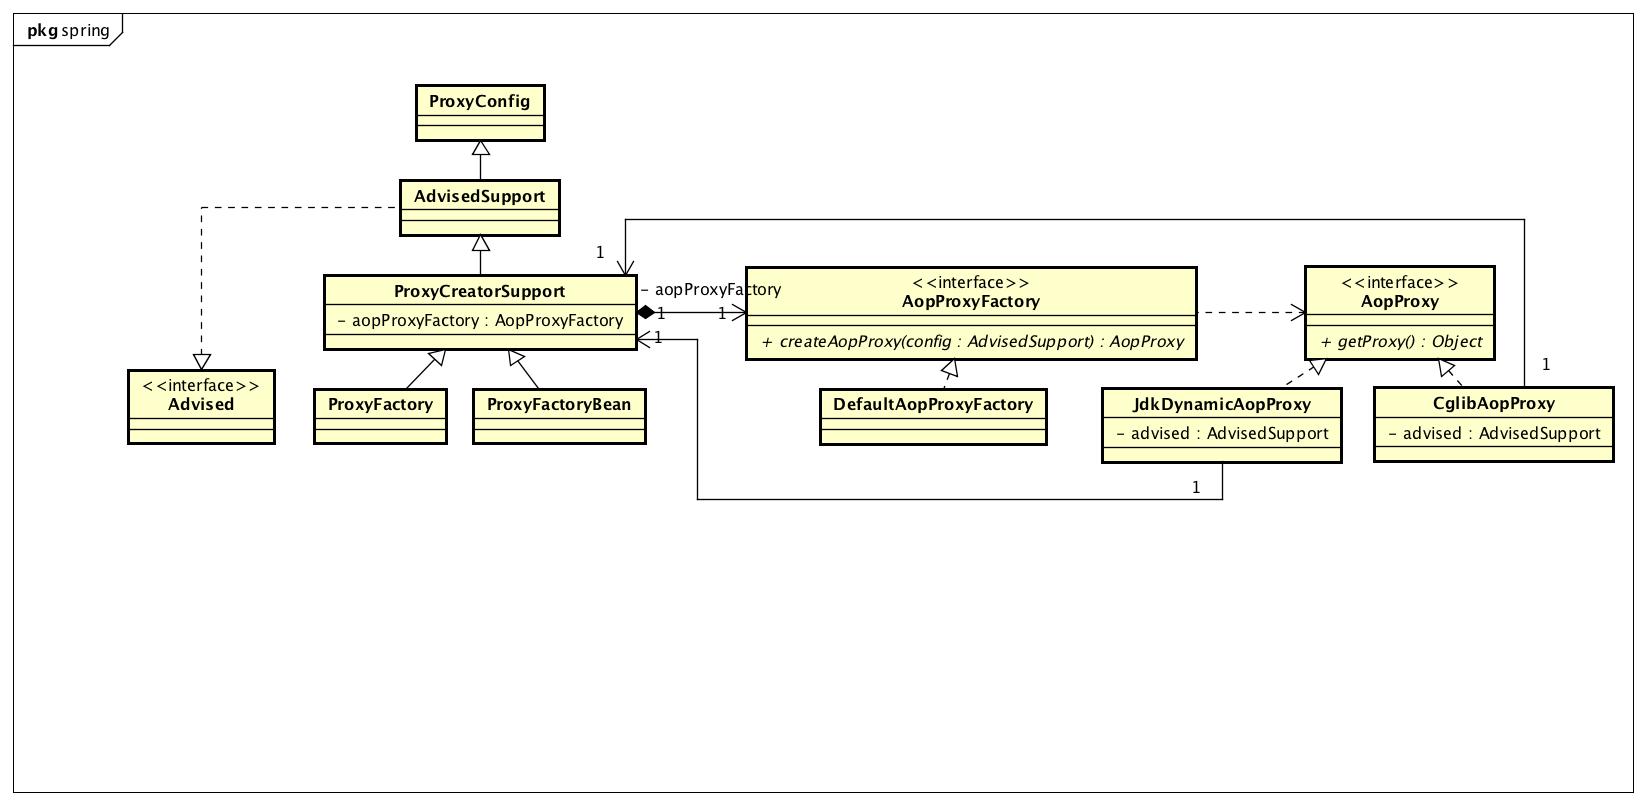 pkg spring
ProxyConfig
AdvisedSupport
1
ProxyCreatorSupport
- aopProxyFactory : AopProxyFactory
- aopProxyFactory
1
1
1
<<interface>>
AopProxyFactory
+ createAopProxy(config : AdvisedSupport) : AopProxy
<<interface>>
AopProxy
+ getProxy() : Object
1
<<interface>>
Advised
ProxyFactory
ProxyFactoryBean
DefaultAopProxyFactory
JdkDynamicAopProxy
- advised : AdvisedSupport
CglibAopProxy
- advised : AdvisedSupport
1